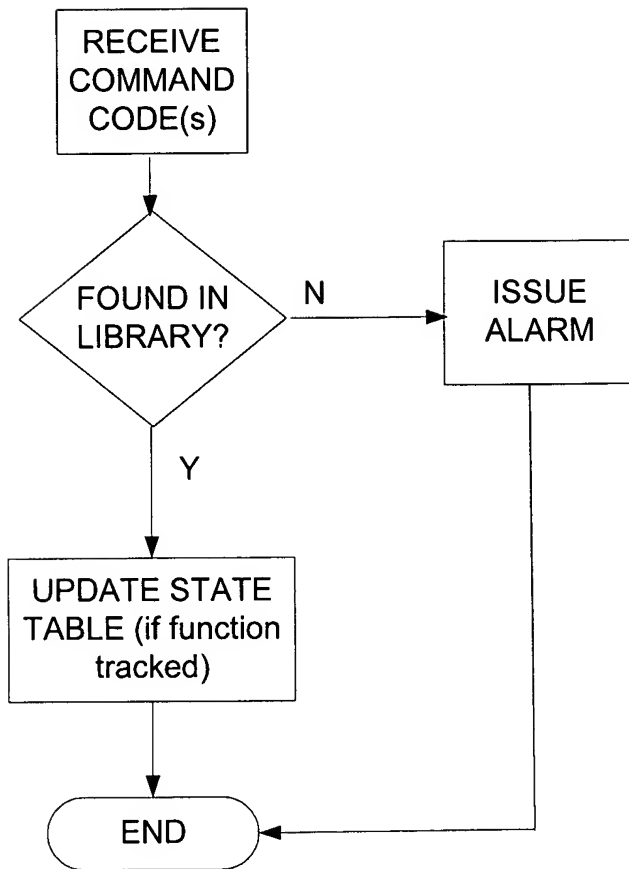 RECEIVE
COMMAND
CODE(s)
FOUND IN
LIBRARY?
N
ISSUE
ALARM
Y
UPDATE STATE
TABLE (if function
tracked)
END